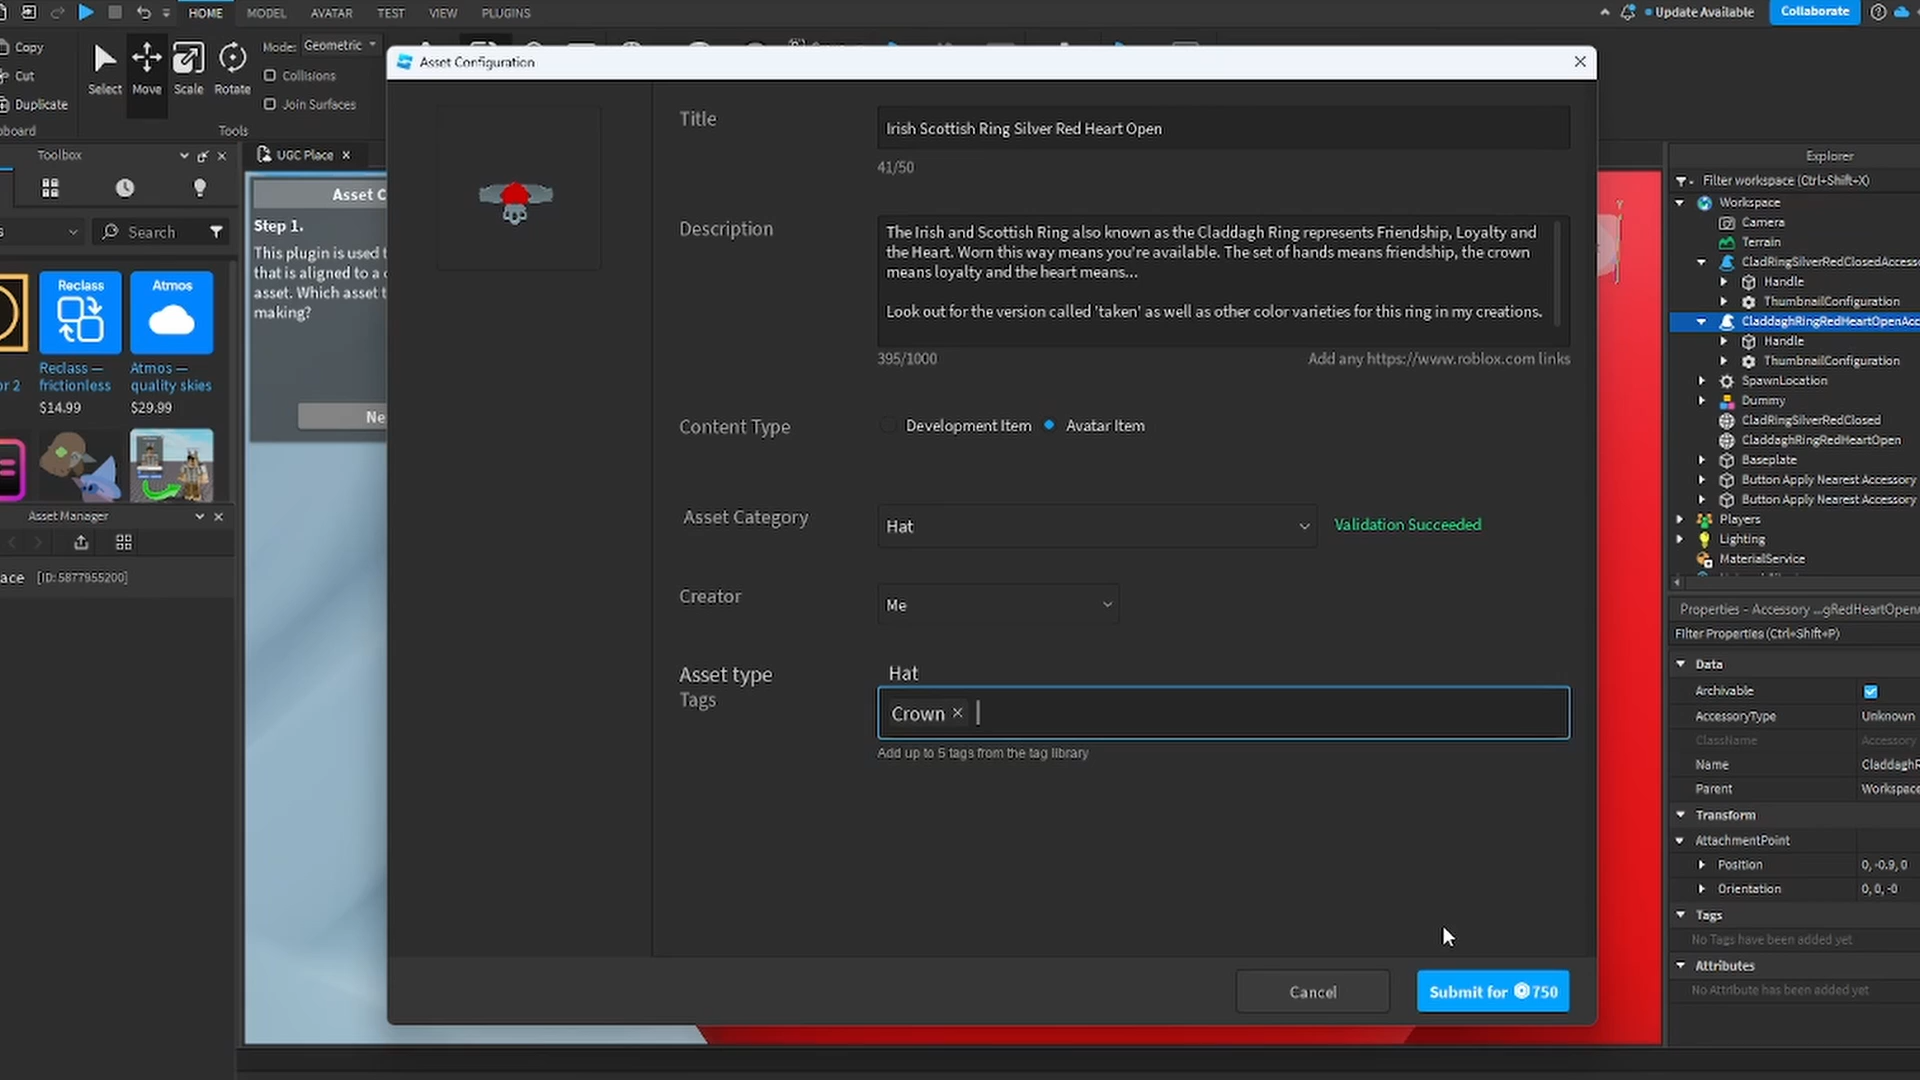 HOME
MODEL
AVATAR
TEST
VIEW
PLUGINS
Update Available
Collaborate
Copy
Cut
Duplicate
Select
Move
Scale
Rotate
Mode: Geometric
Collisions
Join Surfaces
Tools
Toolbox
UGC Place
Search
Reclass
Atmos
Reclass —
frictionless
$14.99
Atmos —
quality skies
$29.99
Asset Manager
[ID:5877955200]
Step 1.
This plugin is used
that is aligned to a
asset. Which asset
making?
Asset Configuration
Title
Irish Scottish Ring Silver Red Heart Open
41/50
Description
The Irish and Scottish Ring also known as the Claddagh Ring represents Friendship, Loyalty and
the Heart. Worn this way means you're available. The set of hands means friendship, the crown
means loyalty and the heart means...
Look out for the version called 'taken' as well as other color varieties for this ring in my creations.
395/1000
Add any https://www.roblox.com links
Content Type
Development Item
Avatar Item
Asset Category
Hat
Validation Succeeded
Creator
Me
Asset type
Hat
Tags
Crown ×
Add up to 5 tags from the tag library
Cancel
Submit for 750
Explorer
Filter workspace (Ctrl+Shift+X)
Workspace
Camera
Terrain
CladRingSilverRedClosedAccess
Handle
ThumbnailConfiguration
CladdaghRingRedHeartOpenAcc
Handle
ThumbnailConfiguration
SpawnLocation
Dummy
CladRingSilverRedClosed
CladdaghRingRedHeartOpen
Baseplate
Button Apply Nearest Accessory
Button Apply Nearest Accessory
Players
Lighting
MaterialService
Properties - Accessory ...gRedHeartOpen
Filter Properties (Ctrl+Shift+P)
Data
Archivable
AccessoryType Unknown
ClassName Accessory
Name CladdaghR
Parent Workspace
Transform
AttachmentPoint
Position 0, -0.9, 0
Orientation 0, 0, -0
Tags
No Tags have been added yet
Attributes
No Attribute has been added yet